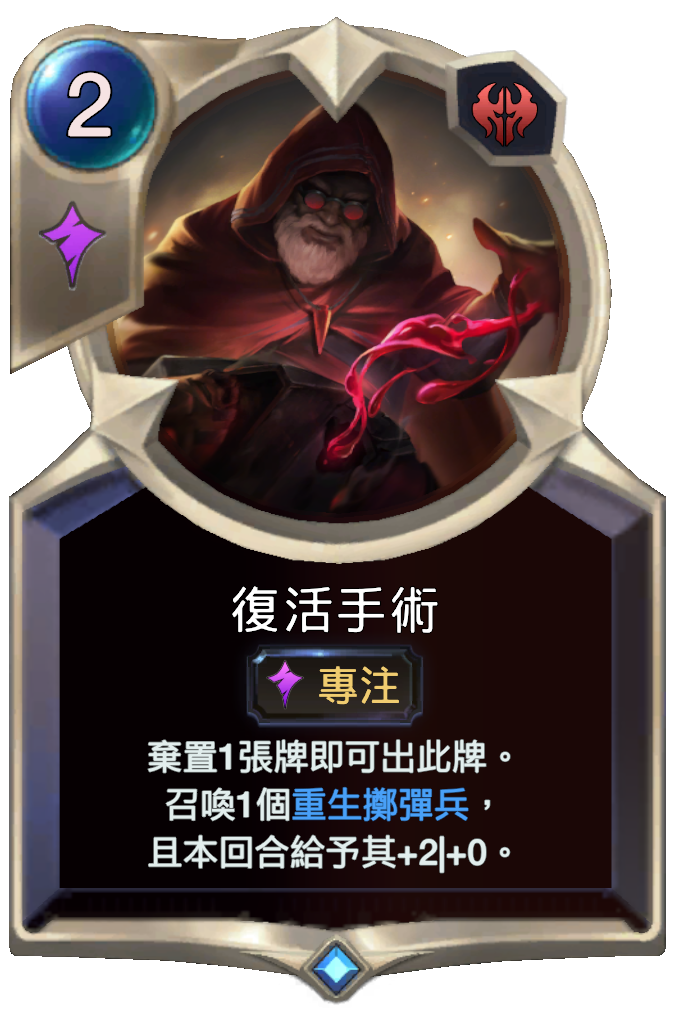 2
復活手術
專注
棄置1張牌即可出此牌。
召喚1個重生擲彈兵，
且本回合給予其+2|+0。